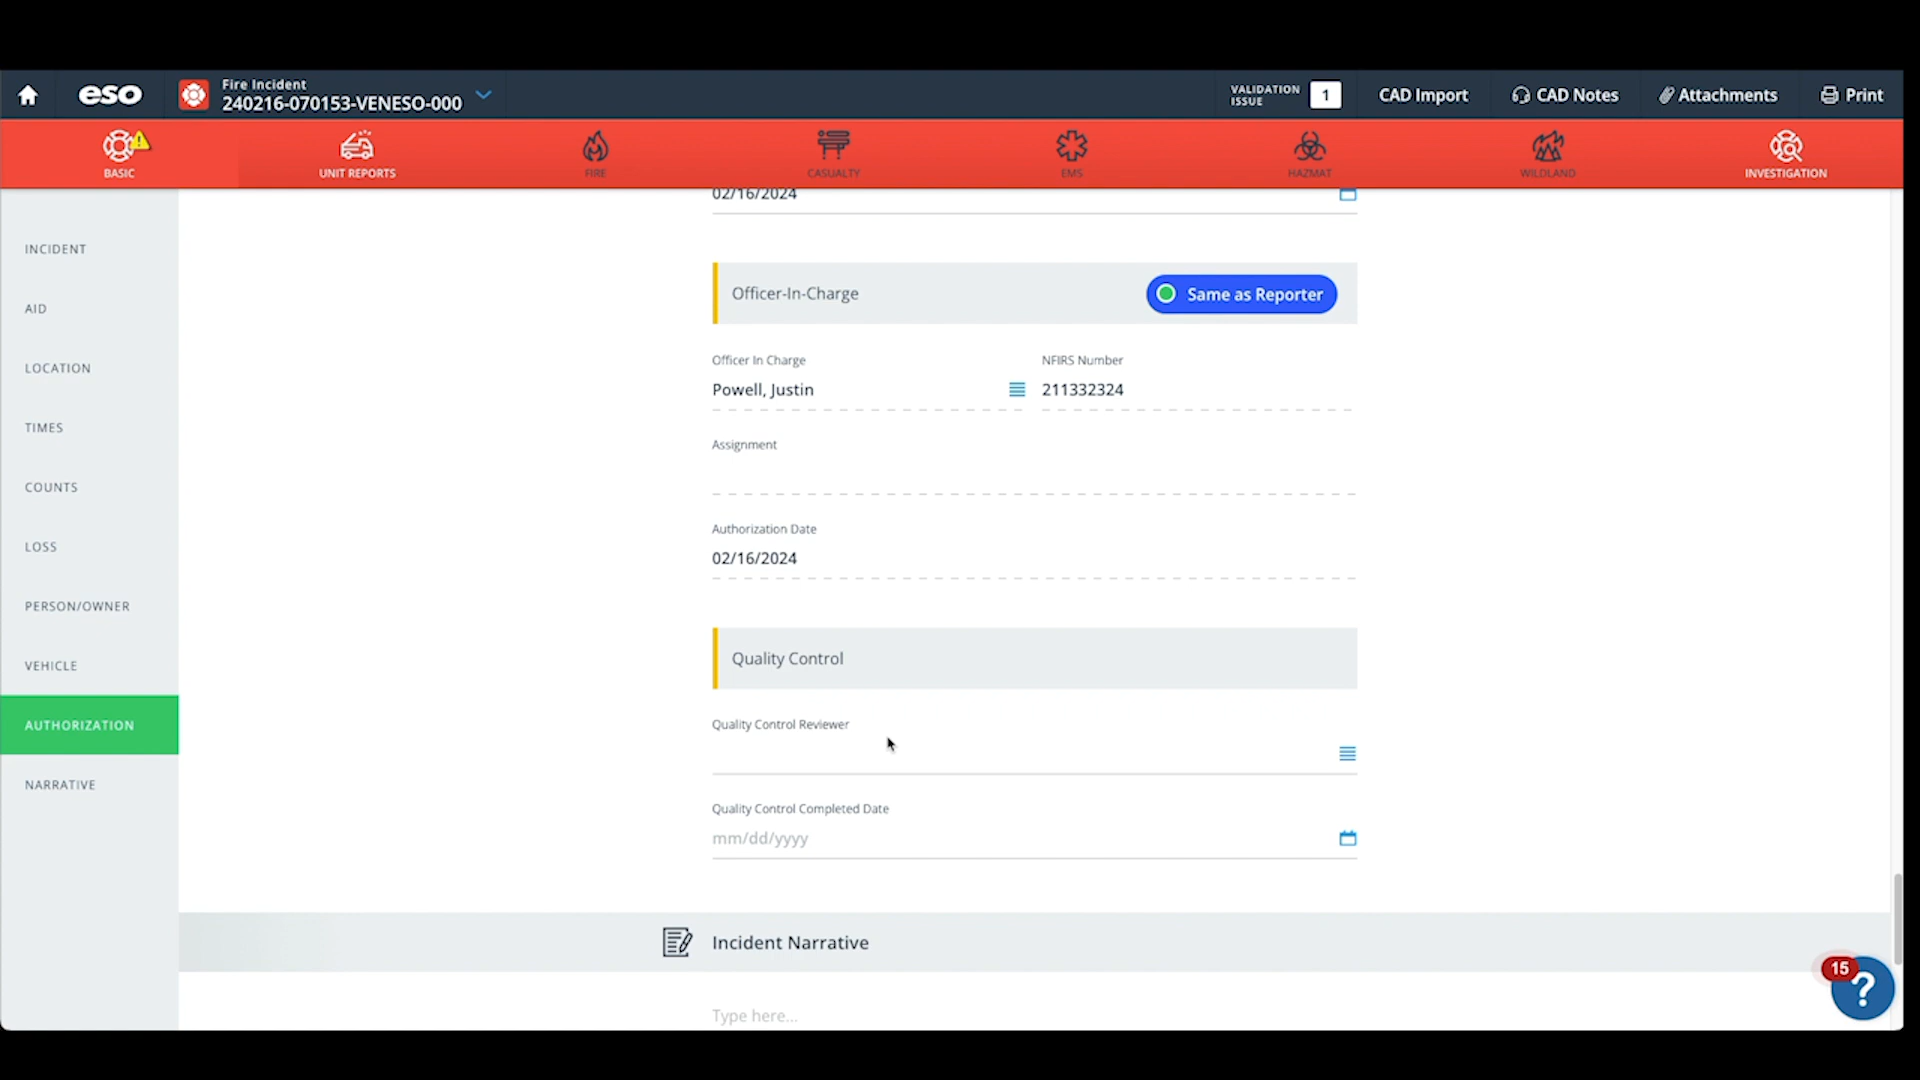 eso
Fire Incident
240216-070153-VENESO-000
VALIDATION
ISSUE
1
CAD Import
CAD Notes
Attachments
Print
BASIC
UNIT REPORTS
FIRE
CASUALTY
EMS
HAZMAT
WILDLAND
INVESTIGATION
INCIDENT
AID
LOCATION
TIMES
COUNTS
LOSS
PERSON/OWNER
VEHICLE
AUTHORIZATION
NARRATIVE
02/16/2024
Officer-In-Charge
Same as Reporter
Officer In Charge
NFIRS Number
Powell, Justin
211332324
Assignment
Authorization Date
02/16/2024
Quality Control
Quality Control Reviewer
Quality Control Completed Date
mm/dd/yyyy
Incident Narrative
Type here...
15
?